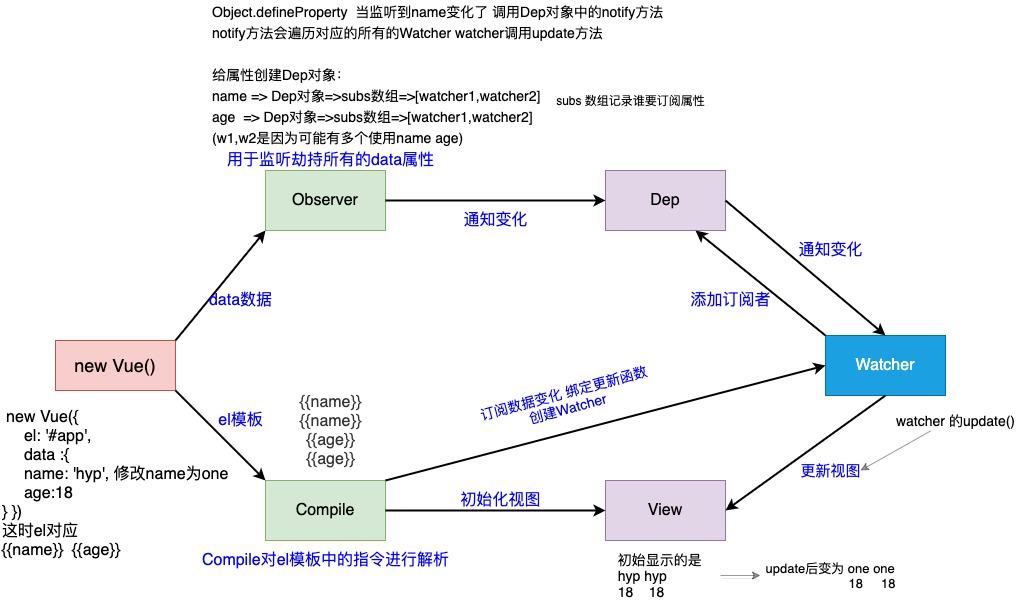 Object.defineProperty 当监听到name变化了 调用Dep对象中的notify方法
notify方法会遍历对应的所有的Watcher watcher调用update方法
给属性创建Dep对象：
name => Dep对象=>subs数组=>[watcher1,watcher2]
subs 数组记录谁要订阅属性
age => Dep对象=>subs数组=>[watcher1,watcher2]
(w1,w2是因为可能有多个使用name age)
用于监听劫持所有的data属性
Observer
Dep
通知变化
通知变化
data数据
添加订阅者
new Vue()
Watcher
订阅数据变化 绑定更新函数
创建Watcher
el模板
{{name}}
{{name}}
{{age}}
{{age}}
new Vue({
el: '#app',
data :{
name: 'hyp', 修改name为one
age:18
} })
这时el对应
{{name}} {{age}}
watcher 的update()
更新视图
Compile
初始化视图
View
Compile对el模板中的指令进行解析
初始显示的是
hyp hyp
18 18
update后变为 one one
18 18